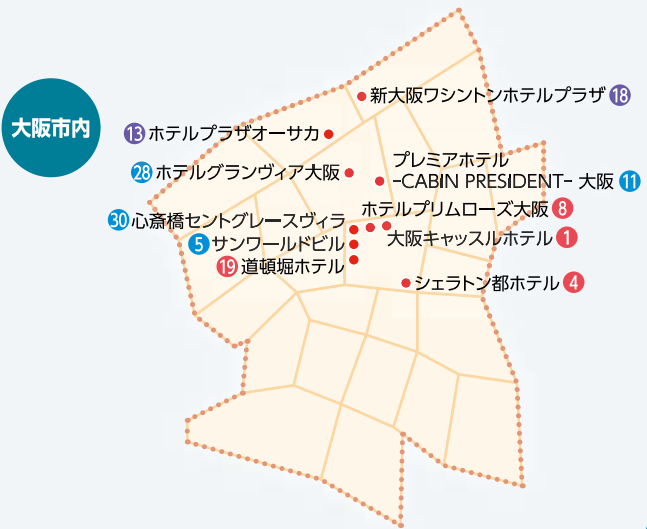 大阪市内
新大阪ワシントンホテルプラザ 18
13 ホテルプラザオーサカ
28 ホテルグランヴィア大阪
プレミアホテル
-CABIN PRESIDENT- 大阪 11
ホテルプリムローズ大阪 8
30 心斎橋セントグレースヴィラ
大阪キャッスルホテル 1
5 サンワールドビル
19 道頓堀ホテル
シェラトン都ホテル 4